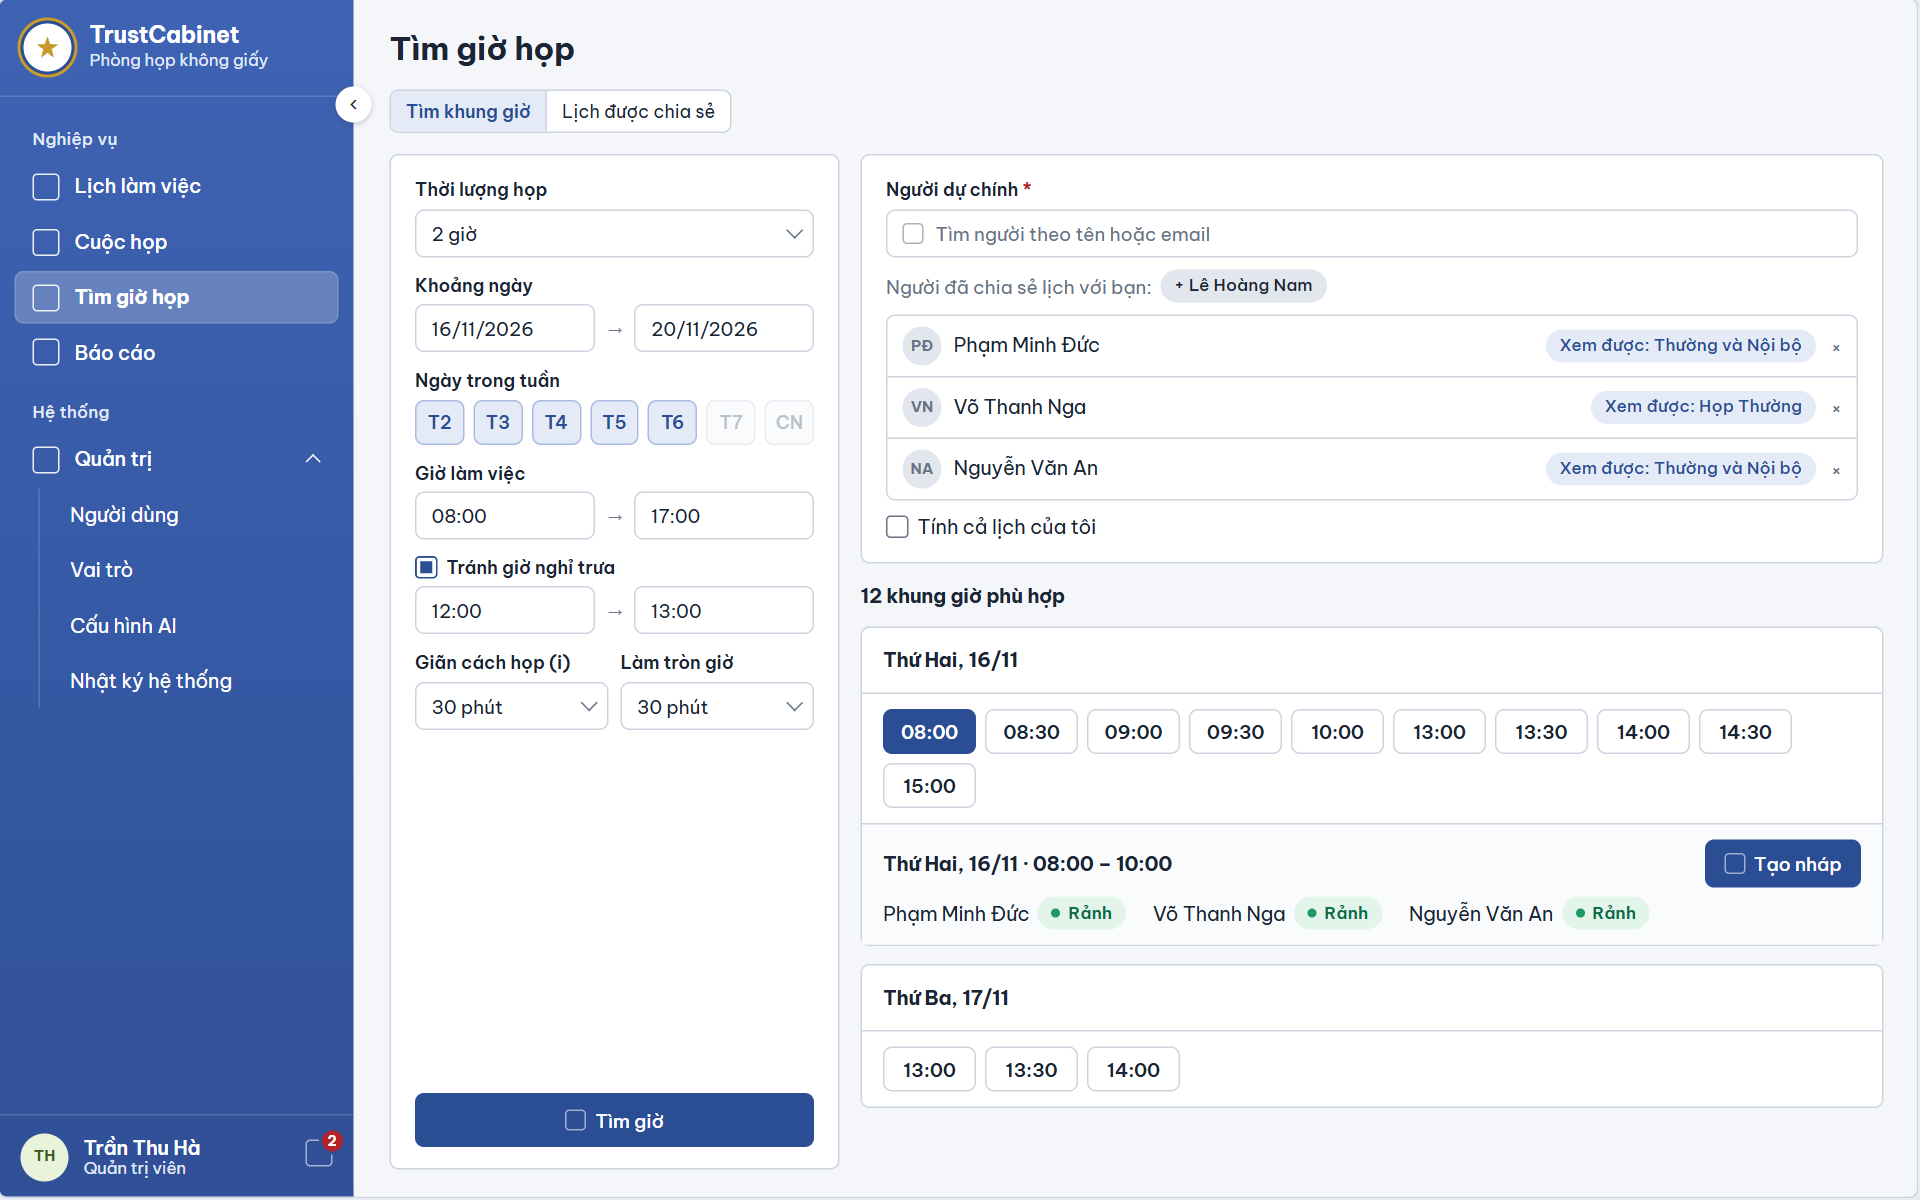 TrustCabinet
Phòng họp không giấy
Nghiệp vụ
Lịch làm việc
Cuộc họp
Tìm giờ họp
Báo cáo
Hệ thống
Quản trị
Người dùng
Vai trò
Cấu hình AI
Nhật ký hệ thống
TH
Trần Thu Hà
Quản trị viên
2
Tìm giờ họp
Tìm khung giờ
Lịch được chia sẻ
Thời lượng họp
2 giờ
Khoảng ngày
16/11/2026 → 20/11/2026
Ngày trong tuần
T2 T3 T4 T5 T6 T7 CN
Giờ làm việc
08:00 → 17:00
Tránh giờ nghỉ trưa
12:00 → 13:00
Giãn cách họp (i) Làm tròn giờ
30 phút 30 phút
Tìm giờ
Người dự chính *
Tìm người theo tên hoặc email
Người đã chia sẻ lịch với bạn: + Lê Hoàng Nam
PĐ Phạm Minh Đức Xem được: Thường và Nội bộ ×
VN Võ Thanh Nga Xem được: Họp Thường ×
NA Nguyễn Văn An Xem được: Thường và Nội bộ ×
Tính cả lịch của tôi
12 khung giờ phù hợp
Thứ Hai, 16/11
08:00 08:30 09:00 09:30 10:00 13:00 13:30 14:00 14:30
15:00
Thứ Hai, 16/11 · 08:00 – 10:00
Tạo nháp
Phạm Minh Đức Rảnh Võ Thanh Nga Rảnh Nguyễn Văn An Rảnh
Thứ Ba, 17/11
13:00 13:30 14:00